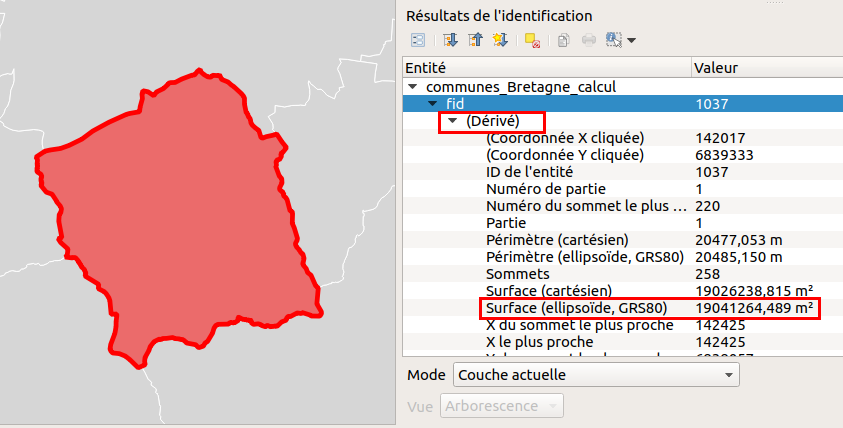 Résultats de l'identification
Entité Valeur
communes_Bretagne_calcul
fid 1037
(Dérivé)
(Coordonnée X cliquée) 142017
(Coordonnée Y cliquée) 6839333
ID de l'entité 1037
Numéro de partie 1
Numéro du sommet le plus ... 220
Partie 1
Périmètre (cartésien) 20477,053 m
Périmètre (ellipsoïde, GRS80) 20485,150 m
Sommets 258
Surface (cartésien) 19026238,815 m²
Surface (ellipsoïde, GRS80) 19041264,489 m²
X du sommet le plus proche 142425
X le plus proche 142425
Mode Couche actuelle
Vue Arborescence